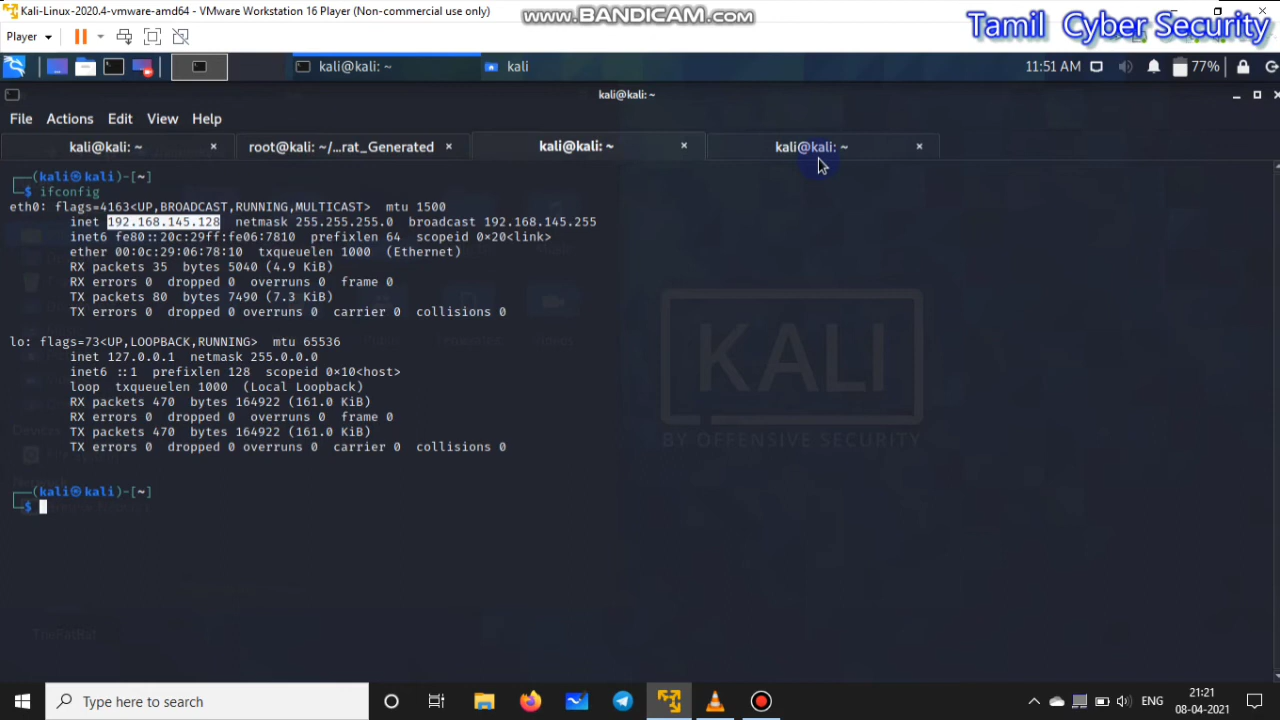 Kali-Linux-2020.4-vmware-amd64 - VMware Workstation 16 Player (Non-commercial use only)
www.BANDICAM.com
Tamil Cyber Security
Player
kali@kali: ~
kali
11:51 AM
77%
kali@kali: ~
File Actions Edit View Help
kali@kali: ~
root@kali: ~/...rat_Generated
kali@kali: ~
kali@kali: ~
┌──(kali㉿kali)-[~]
└─$ ifconfig
eth0: flags=4163<UP,BROADCAST,RUNNING,MULTICAST> mtu 1500
inet 192.168.145.128 netmask 255.255.255.0 broadcast 192.168.145.255
inet6 fe80::20c:29ff:fe06:7810 prefixlen 64 scopeid 0×20<link>
ether 00:0c:29:06:78:10 txqueuelen 1000 (Ethernet)
RX packets 35 bytes 5040 (4.9 KiB)
RX errors 0 dropped 0 overruns 0 frame 0
TX packets 80 bytes 7490 (7.3 KiB)
TX errors 0 dropped 0 overruns 0 carrier 0 collisions 0
lo: flags=73<UP,LOOPBACK,RUNNING> mtu 65536
inet 127.0.0.1 netmask 255.0.0.0
inet6 ::1 prefixlen 128 scopeid 0×10<host>
loop txqueuelen 1000 (Local Loopback)
RX packets 470 bytes 164922 (161.0 KiB)
RX errors 0 dropped 0 overruns 0 frame 0
TX packets 470 bytes 164922 (161.0 KiB)
TX errors 0 dropped 0 overruns 0 carrier 0 collisions 0
┌──(kali㉿kali)-[~]
└─$
KALI
BY OFFENSIVE SECURITY
TheFatRat
Type here to search
ENG
21:21
08-04-2021